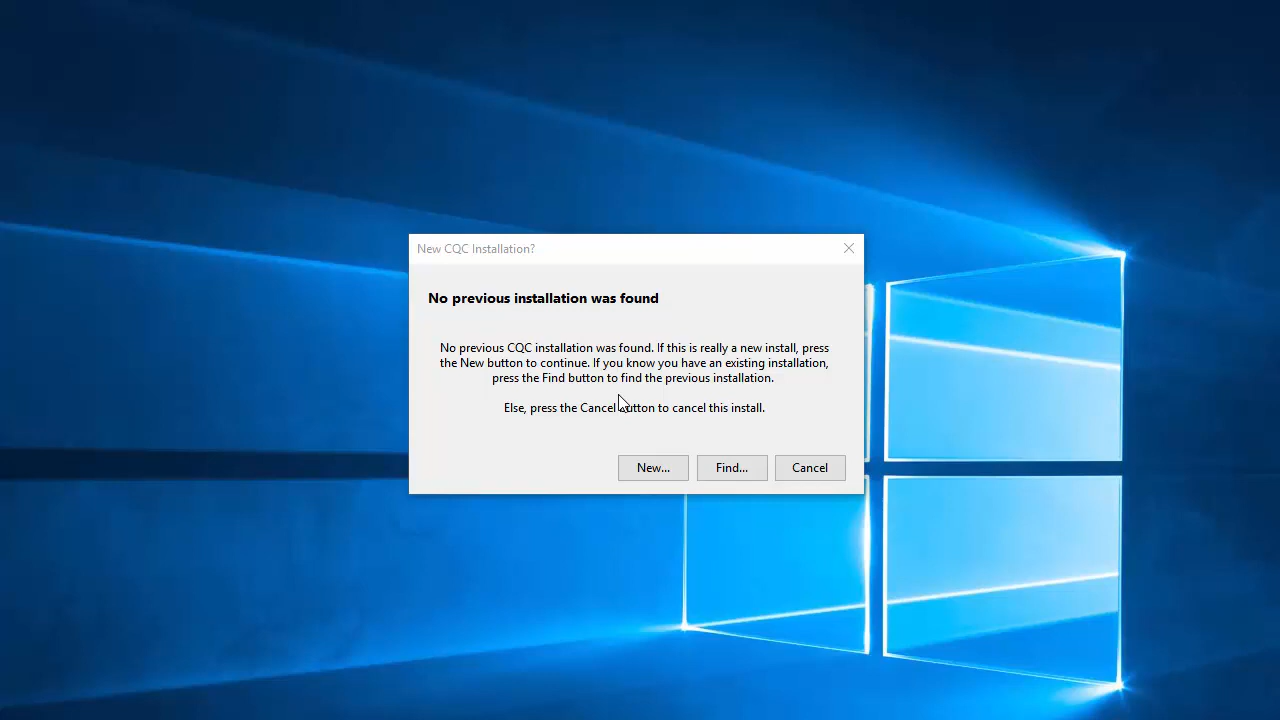 New CQC Installation?
No previous installation was found
No previous CQC installation was found. If this is really a new install, press
the New button to continue. If you know you have an existing installation,
press the Find button to find the previous installation.
Else, press the Cancel button to cancel this install.
New...
Find...
Cancel